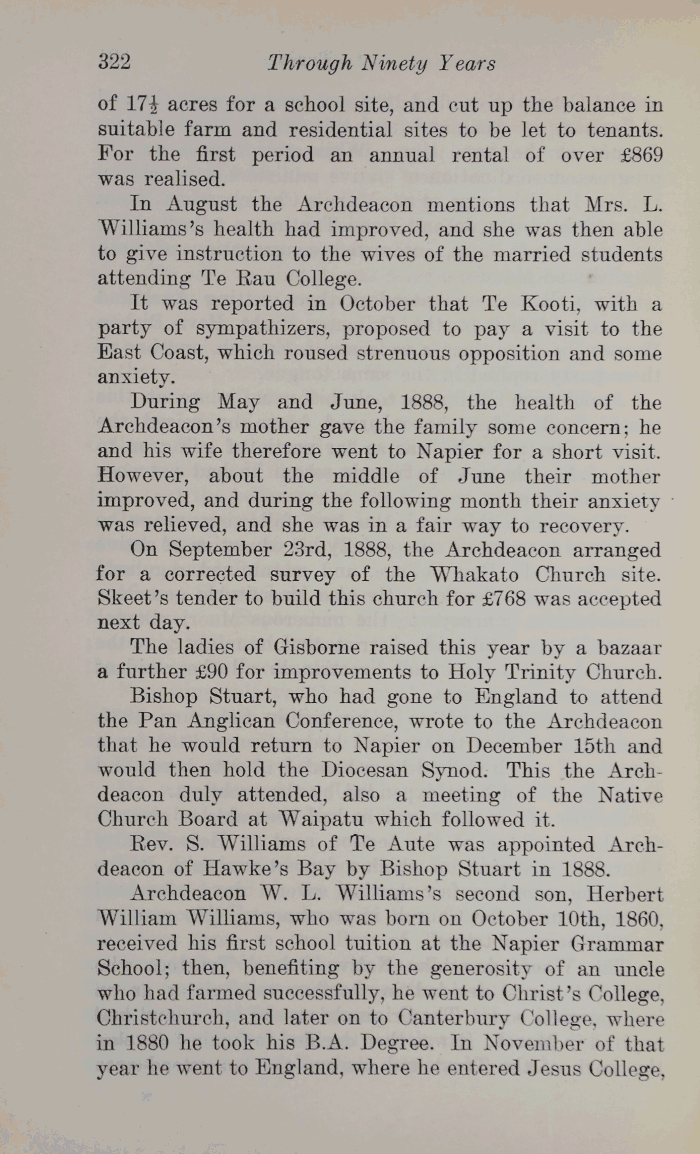 322 Through Ninety Years
of 17½ acres for a school site, and cut up the balance in
suitable farm and residential sites to be let to tenants.
For the first period an annual rental of over £869
was realised.
In August the Archdeacon mentions that Mrs. L.
Williams's health had improved, and she was then able
to give instruction to the wives of the married students
attending Te Rau College.
It was reported in October that Te Kooti, with a
party of sympathizers, proposed to pay a visit to the
East Coast, which roused strenuous opposition and some
anxiety.
During May and June, 1888, the health of the
Archdeacon's mother gave the family some concern; he
and his wife therefore went to Napier for a short visit.
However, about the middle of June their mother
improved, and during the following month their anxiety
was relieved, and she was in a fair way to recovery.
On September 23rd, 1888, the Archdeacon arranged
for a corrected survey of the Whakato Church site.
Skeet's tender to build this church for £768 was accepted
next day.
The ladies of Gisborne raised this year by a bazaar
a further £90 for improvements to Holy Trinity Church.
Bishop Stuart, who had gone to England to attend
the Pan Anglican Conference, wrote to the Archdeacon
that he would return to Napier on December 15th and
would then hold the Diocesan Synod. This the Arch-
deacon duly attended, also a meeting of the Native
Church Board at Waipatu which followed it.
Rev. S. Williams of Te Aute was appointed Arch-
deacon of Hawke's Bay by Bishop Stuart in 1888.
Archdeacon W. L. Williams's second son, Herbert
William Williams, who was born on October 10th, 1860,
received his first school tuition at the Napier Grammar
School; then, benefiting by the generosity of an uncle
who had farmed successfully, he went to Christ's College,
Christchurch, and later on to Canterbury College, where
in 1880 he took his B.A. Degree. In November of that
year he went to England, where he entered Jesus College,